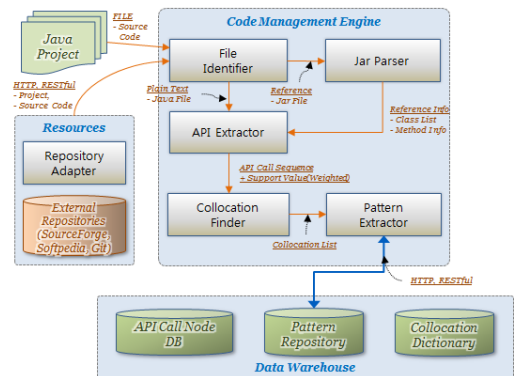 FILE
- Source
Code
Java
Project
HTTP, RESTful
- Project,
Source Code
Resources
Repository
Adapter
External
Repositories
(SourceForge,
Softpedia, Git)
Code Management Engine
File
Identifier
Jar Parser
Plain Text
- Java File
Reference
- Jar File
Reference Info
- Class List
- Method Info
API Extractor
API Call Sequence
+ Support Value(Weighted)
Collocation
Finder
Pattern
Extractor
Collocation List
HTTP, RESTful
API Call Node
DB
Pattern
Repository
Collocation
Dictionary
Data Warehouse